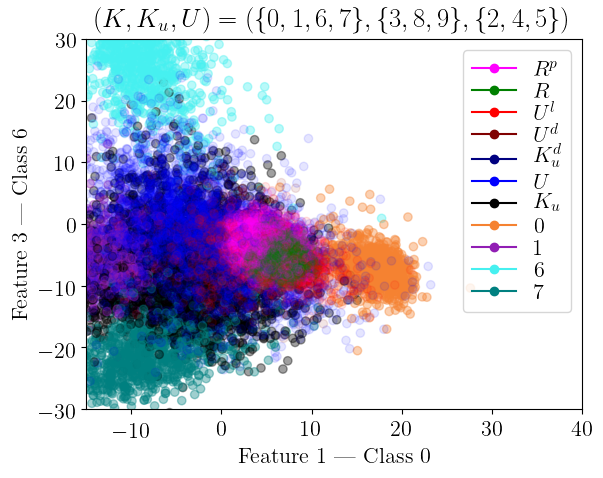 (K, K_u, U) = ({0, 1, 6, 7}, {3, 8, 9}, {2, 4, 5})
30
20
10
0
−10
−20
−30
Feature 3 — Class 6
−10
0
10
20
30
40
Feature 1 — Class 0
R^p
R
U^l
U^d
K_u^d
U
K_u
0
1
6
7